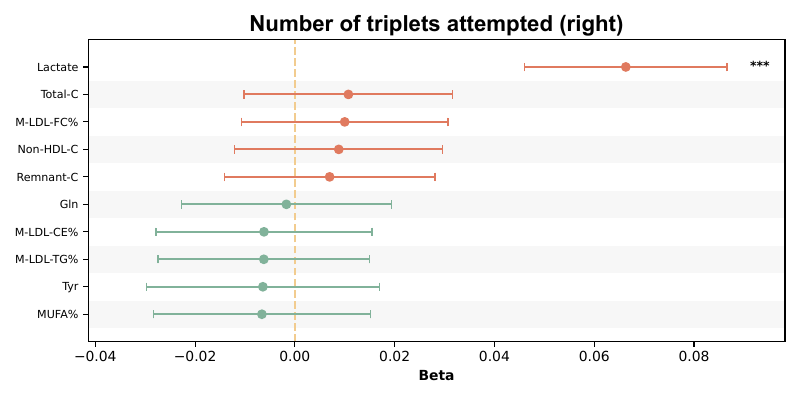 Number of triplets attempted (right)
Lactate
***
Total-C
M-LDL-FC%
Non-HDL-C
Remnant-C
Gln
M-LDL-CE%
M-LDL-TG%
Tyr
MUFA%
−0.04 −0.02 0.00 0.02 0.04 0.06 0.08
Beta